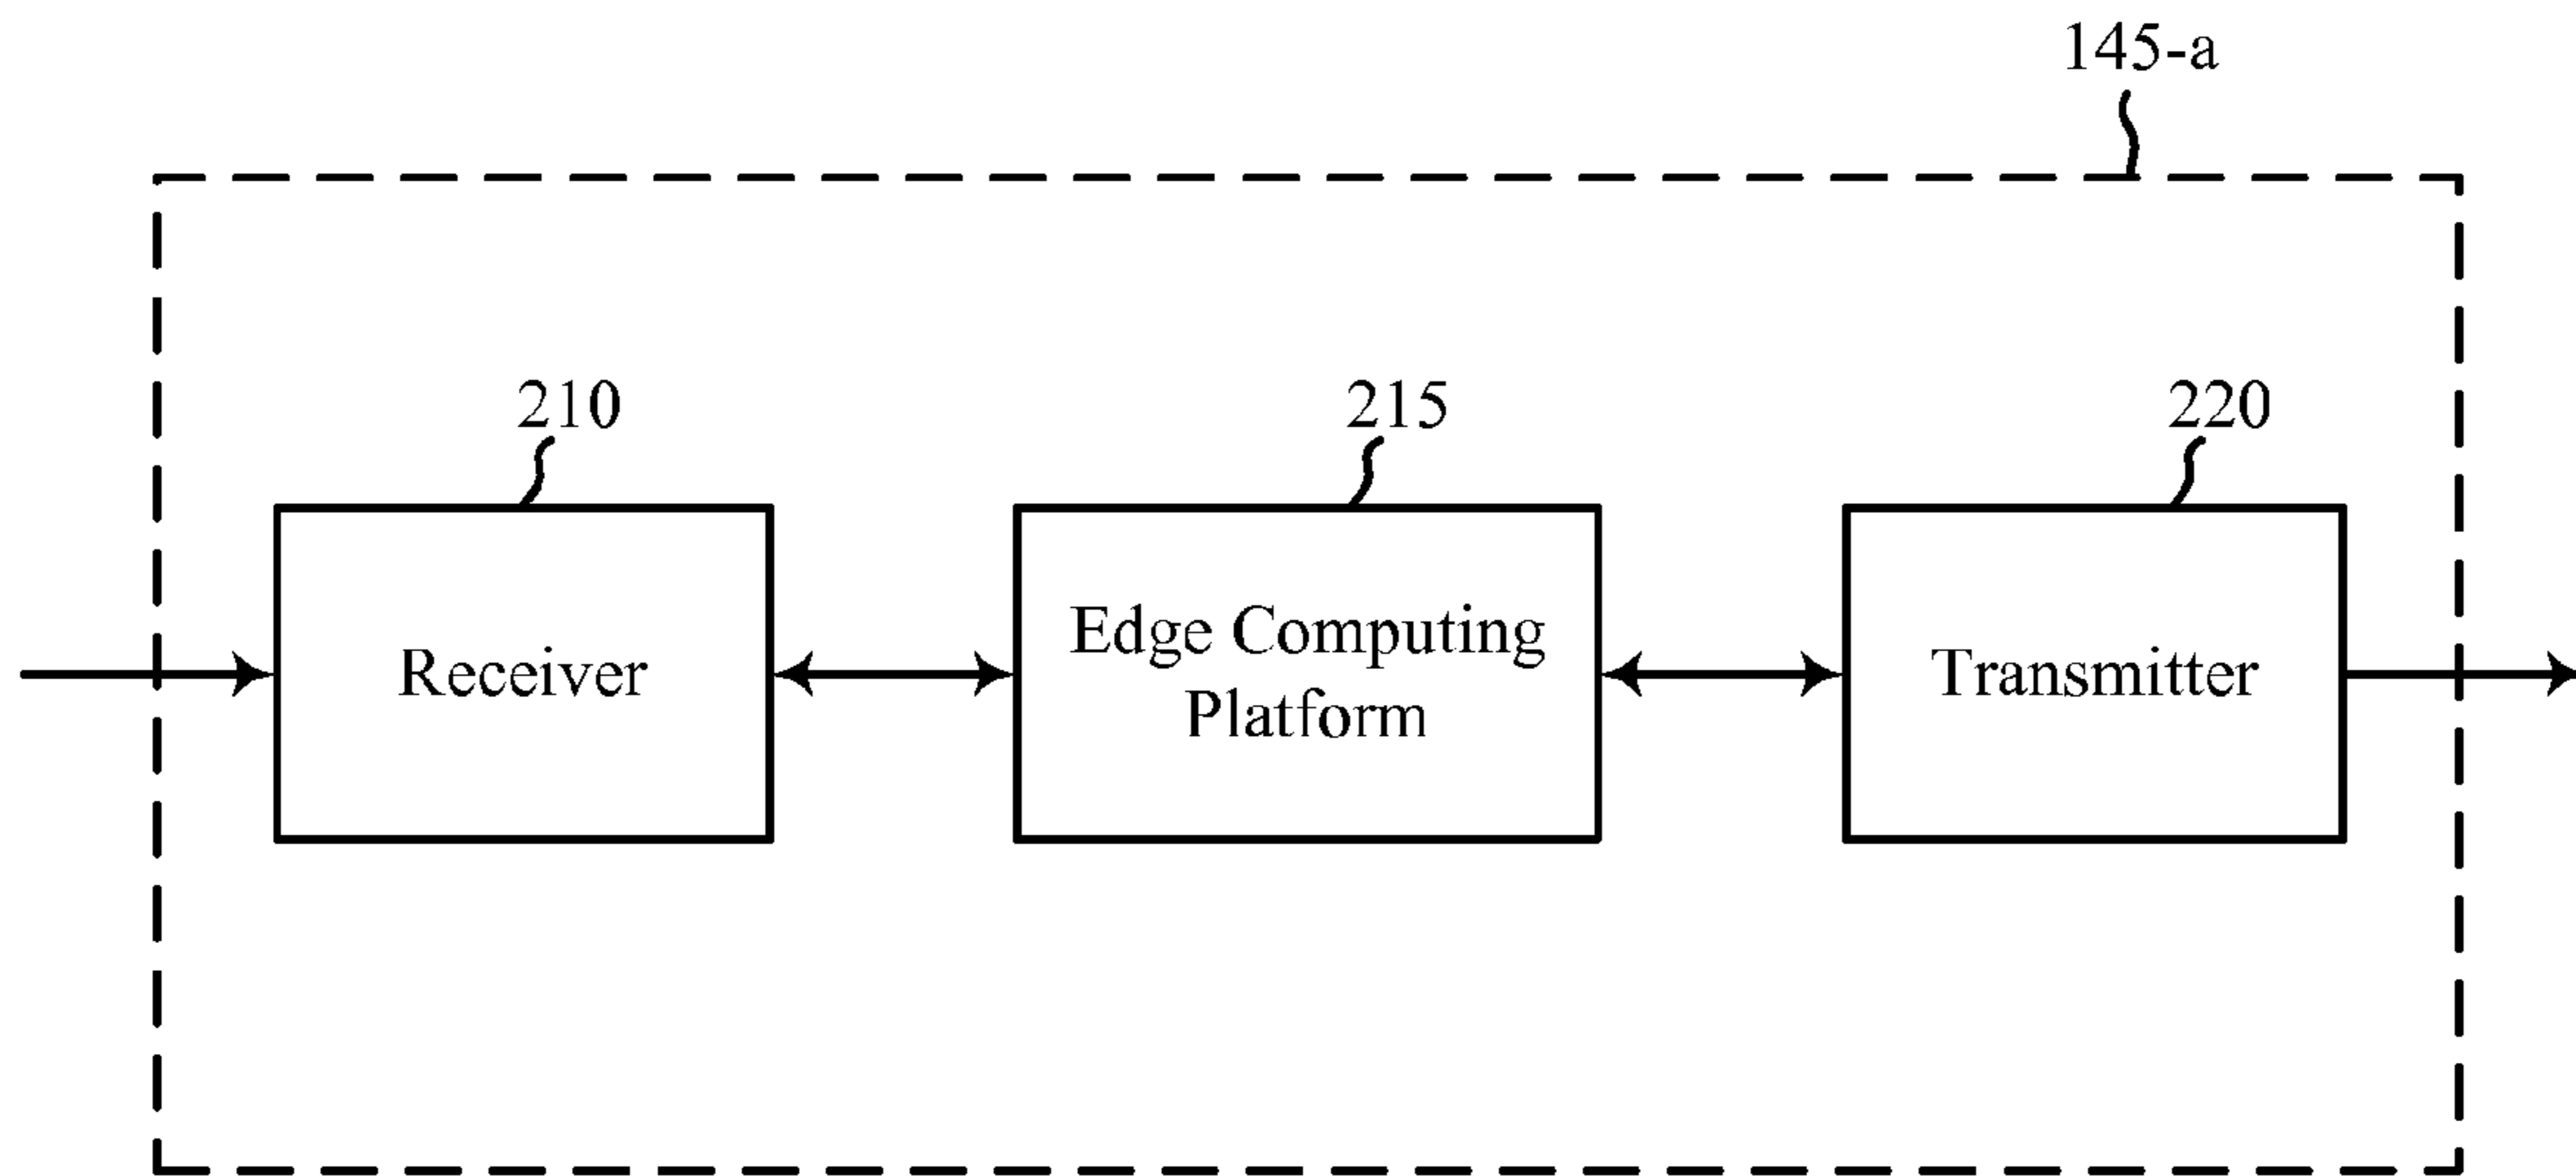 145-a
210
215
220
Receiver
Edge Computing
Platform
Transmitter